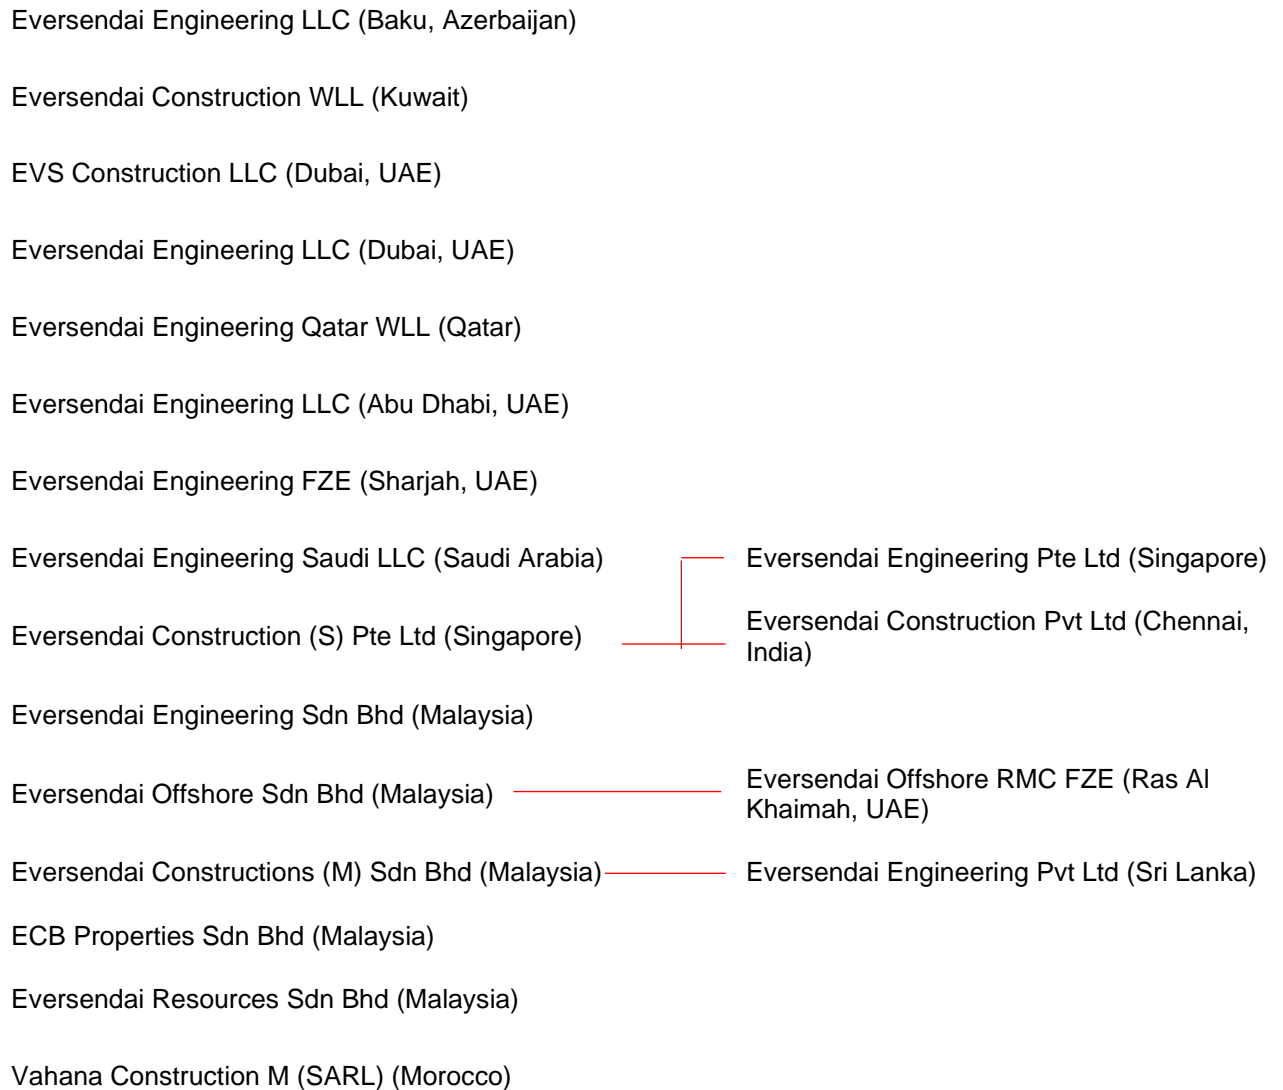 Eversendai Engineering LLC (Baku, Azerbaijan)
Eversendai Construction WLL (Kuwait)
EVS Construction LLC (Dubai, UAE)
Eversendai Engineering LLC (Dubai, UAE)
Eversendai Engineering Qatar WLL (Qatar)
Eversendai Engineering LLC (Abu Dhabi, UAE)
Eversendai Engineering FZE (Sharjah, UAE)
Eversendai Engineering Saudi LLC (Saudi Arabia)
Eversendai Engineering Pte Ltd (Singapore)
Eversendai Construction (S) Pte Ltd (Singapore)
Eversendai Construction Pvt Ltd (Chennai,
India)
Eversendai Engineering Sdn Bhd (Malaysia)
Eversendai Offshore Sdn Bhd (Malaysia)
Eversendai Offshore RMC FZE (Ras Al
Khaimah, UAE)
Eversendai Constructions (M) Sdn Bhd (Malaysia)
Eversendai Engineering Pvt Ltd (Sri Lanka)
ECB Properties Sdn Bhd (Malaysia)
Eversendai Resources Sdn Bhd (Malaysia)
Vahana Construction M (SARL) (Morocco)